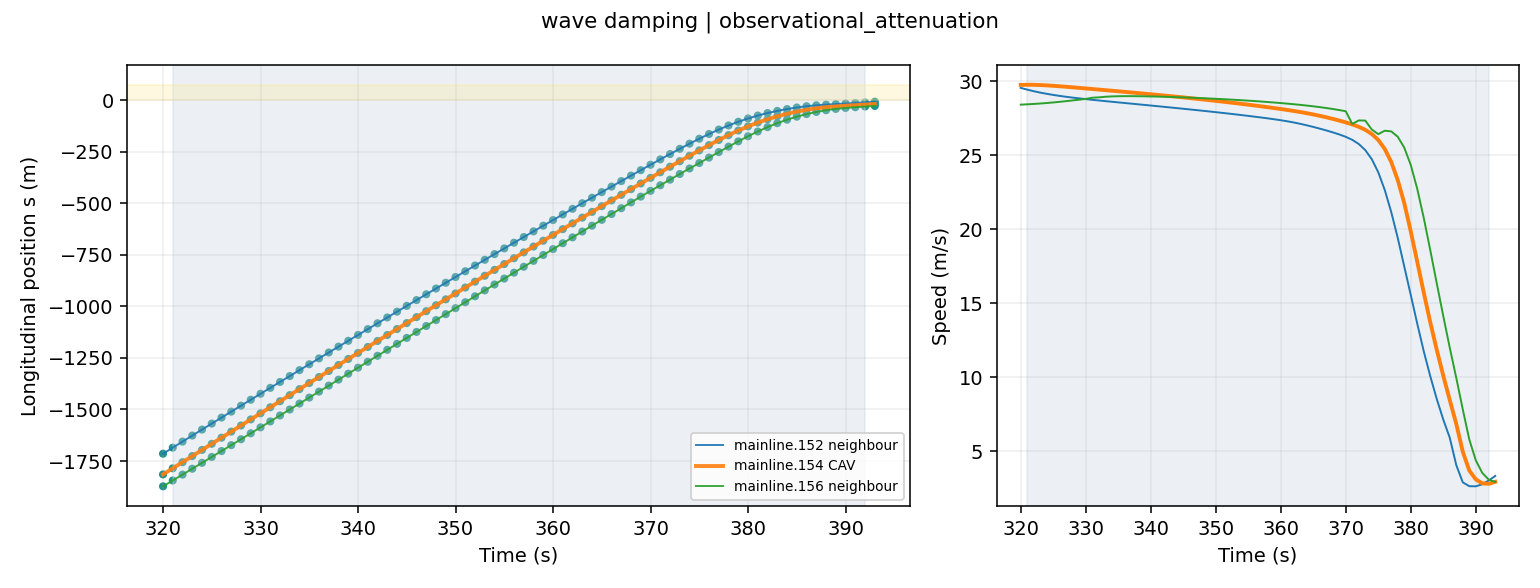 wave damping | observational_attenuation
Longitudinal position s (m)
0
−250
−500
−750
−1000
−1250
−1500
−1750
320 330 340 350 360 370 380 390
Time (s)
mainline.152 neighbour
mainline.154 CAV
mainline.156 neighbour
Speed (m/s)
30
25
20
15
10
5
320 330 340 350 360 370 380 390
Time (s)